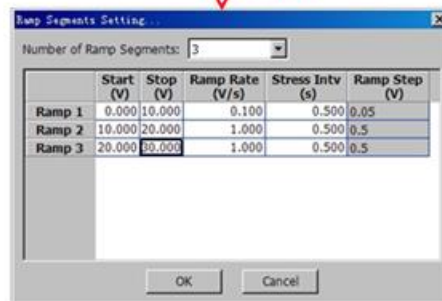 Ramp Segments Setting...
Number of Ramp Segments: 3
Start (V) Stop (V) Ramp Rate (V/s) Stress Intv (s) Ramp Step (V)
Ramp 1 0.000 10.000 0.100 0.500 0.05
Ramp 2 10.000 20.000 1.000 0.500 0.5
Ramp 3 20.000 30.000 1.000 0.500 0.5
OK Cancel